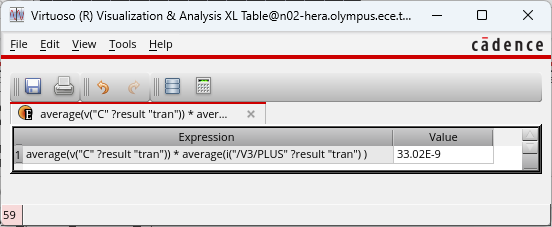 Virtuoso (R) Visualization & Analysis XL Table@n02-hera.olympus.ece.t...
File Edit View Tools Help
cādence
average(v("C" ?result "tran")) * aver...
Expression Value
1 average(v("C" ?result "tran")) * average(i("/V3/PLUS" ?result "tran") ) 33.02E-9
59